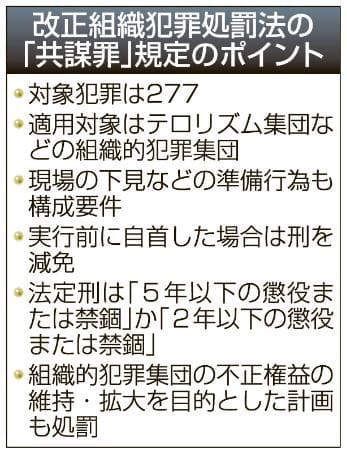 改正組織犯罪処罰法の
「共謀罪」規定のポイント
対象犯罪は277
適用対象はテロリズム集団な
どの組織的犯罪集団
現場の下見などの準備行為も
構成要件
実行前に自首した場合は刑を
減免
法定刑は「５年以下の懲役ま
たは禁錮」か「２年以下の懲役
または禁錮」
組織的犯罪集団の不正権益の
維持・拡大を目的とした計画
も処罰